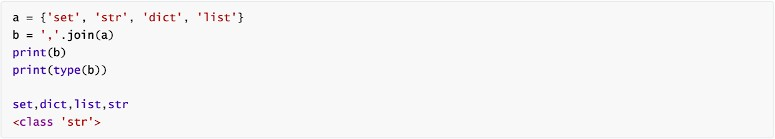 a = {'set', 'str', 'dict', 'list'}
b = ','.join(a)
print(b)
print(type(b))
set,dict,list,str
<class 'str'>